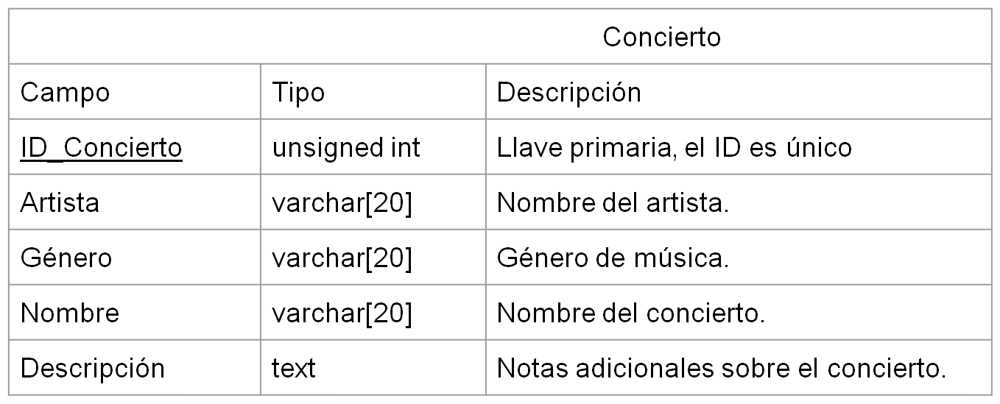 Concierto
Campo Tipo Descripción
ID_Concierto unsigned int Llave primaria, el ID es único
Artista varchar[20] Nombre del artista.
Género varchar[20] Género de música.
Nombre varchar[20] Nombre del concierto.
Descripción text Notas adicionales sobre el concierto.